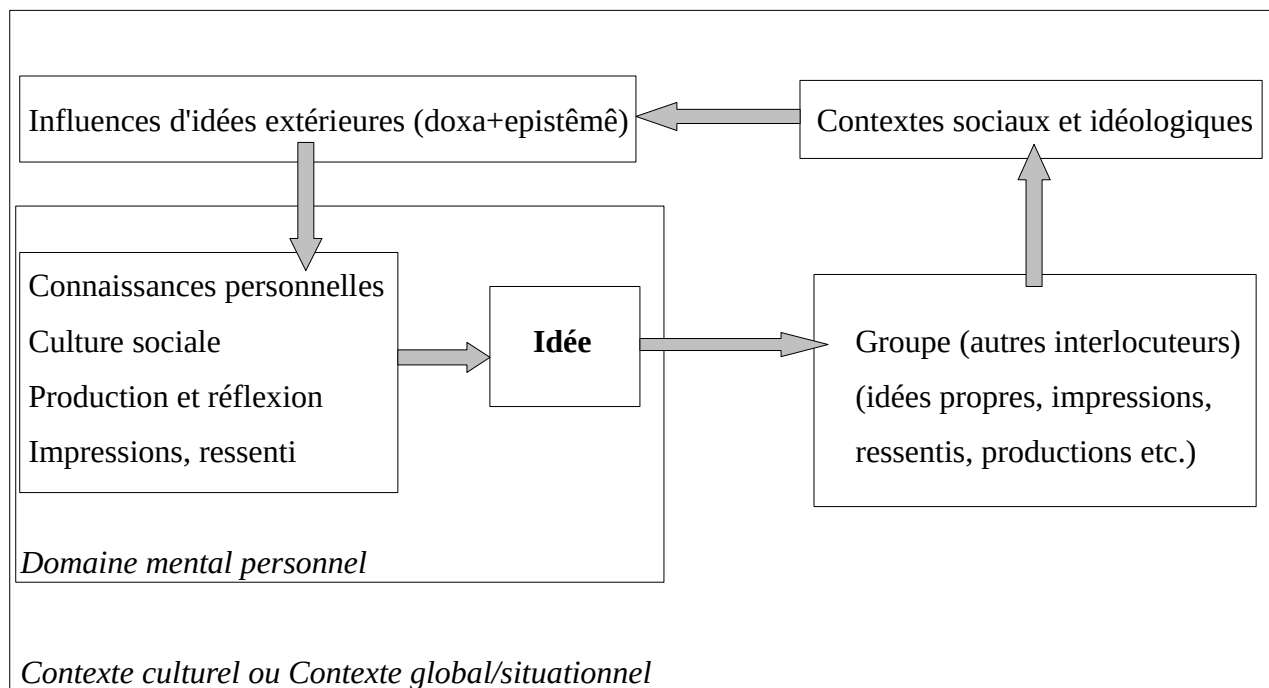 Influences d'idées extérieures (doxa+epistêmê)
Contextes sociaux et idéologiques
Connaissances personnelles
Culture sociale
Production et réflexion
Impressions, ressenti
Idée
Groupe (autres interlocuteurs)
(idées propres, impressions,
ressentis, productions etc.)
Domaine mental personnel
Contexte culturel ou Contexte global/situationnel